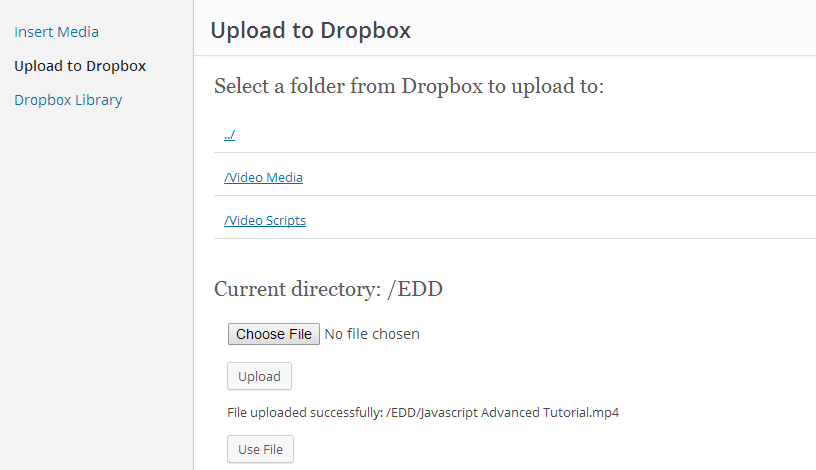 Insert Media
Upload to Dropbox
Dropbox Library
Upload to Dropbox
Select a folder from Dropbox to upload to:
../
/Video Media
/Video Scripts
Current directory: /EDD
Choose File No file chosen
Upload
File uploaded successfully: /EDD/Javascript Advanced Tutorial.mp4
Use File